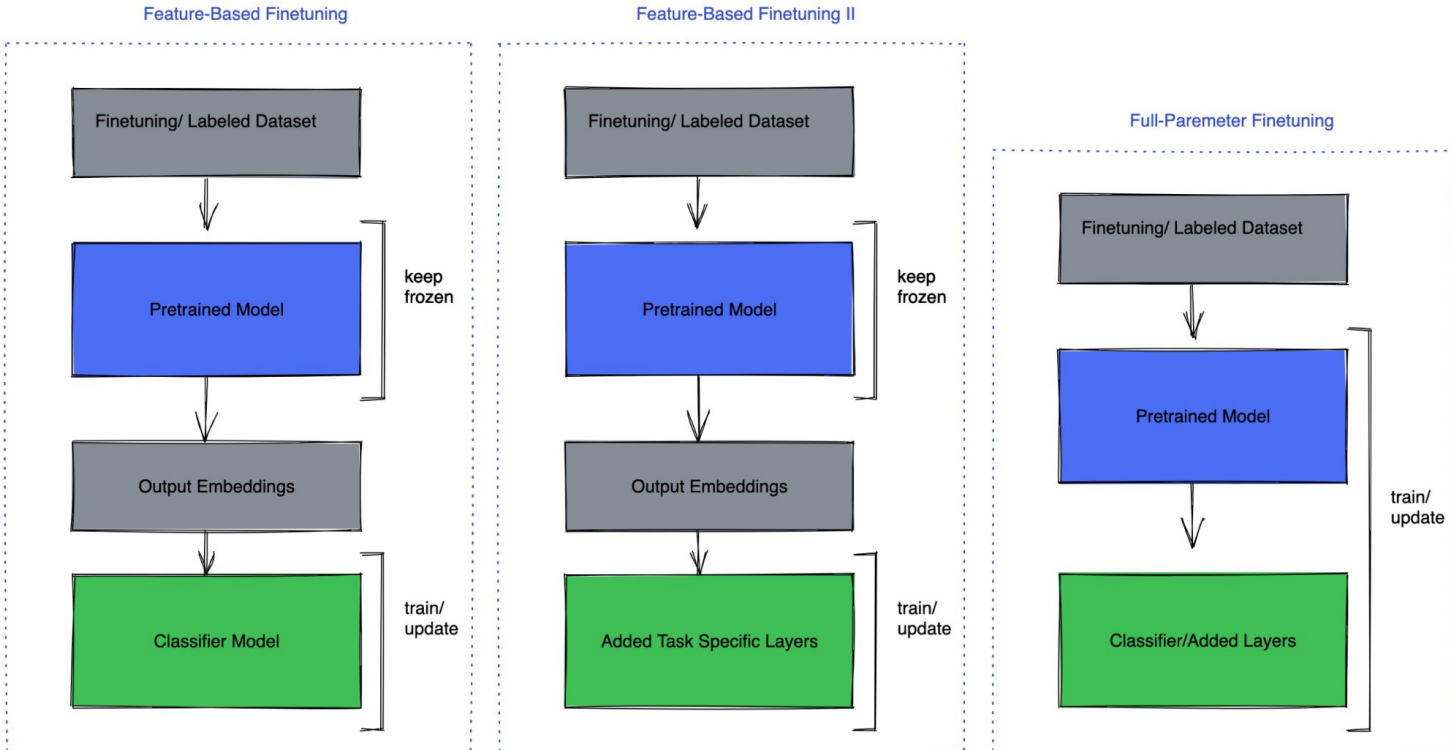 Feature-Based Finetuning
Finetuning/ Labeled Dataset
Pretrained Model
keep
frozen
Output Embeddings
Classifier Model
train/
update
Feature-Based Finetuning II
Finetuning/ Labeled Dataset
Pretrained Model
keep
frozen
Output Embeddings
Added Task Specific Layers
train/
update
Full-Paremeter Finetuning
Finetuning/ Labeled Dataset
Pretrained Model
train/
update
Classifier/Added Layers